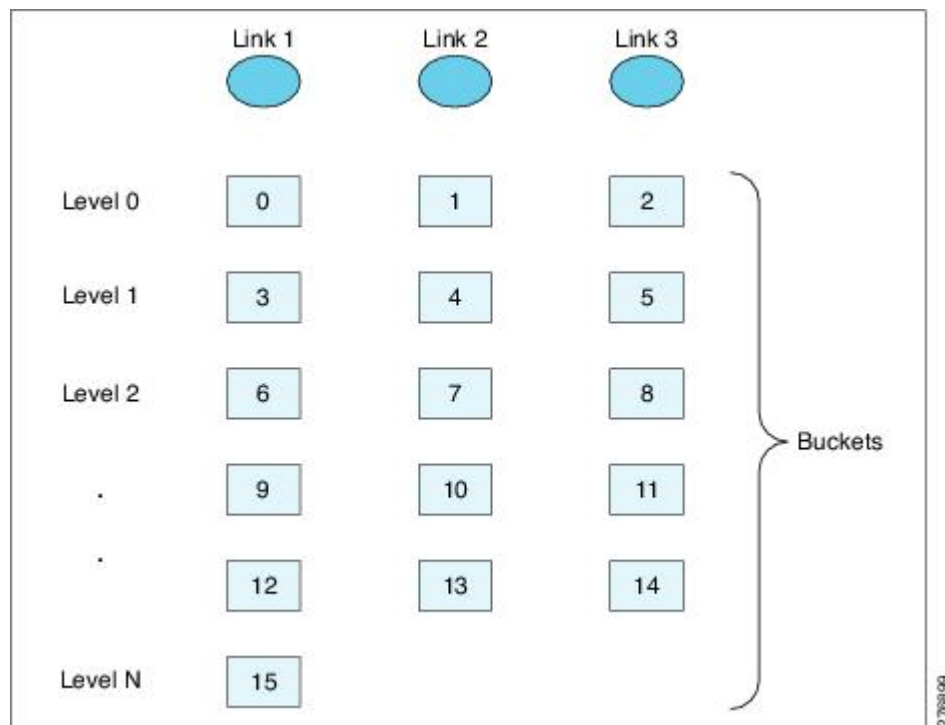 Link 1 Link 2 Link 3
Level 0 0 1 2
Level 1 3 4 5
Level 2 6 7 8
Buckets
. 9 10 11
.
12 13 14
Level N 15